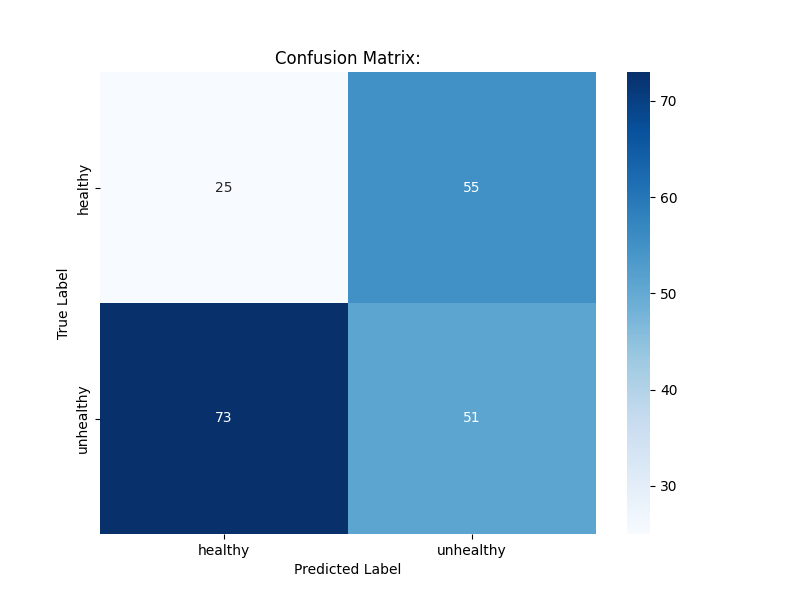 Confusion Matrix:
healthy
25
55
True Label
unhealthy
73
51
healthy
unhealthy
Predicted Label
70
60
50
40
30